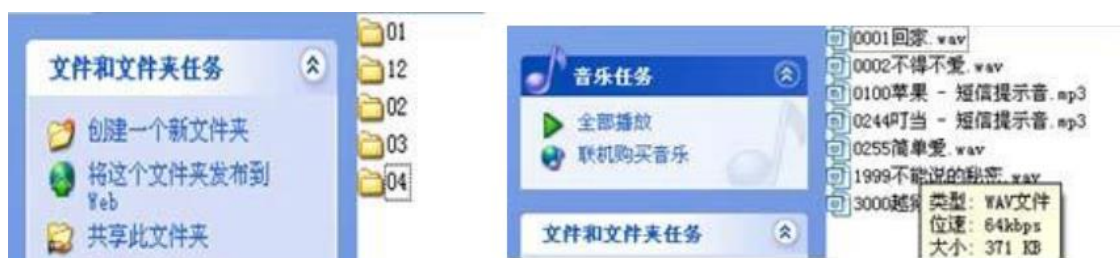 文件和文件夹任务
创建一个新文件夹
将这个文件夹发布到
Web
共享此文件夹
01
12
02
03
04
音乐任务
全部播放
联机购买音乐
文件和文件夹任务
0001回家.wav
0002不得不爱.wav
0100苹果 - 短信提示音.mp3
0244叮当 - 短信提示音.mp3
0255简单爱.wav
1999不能说的秘密.wav
3000越狱
类型: WAV文件
位速: 64kbps
大小: 371 KB